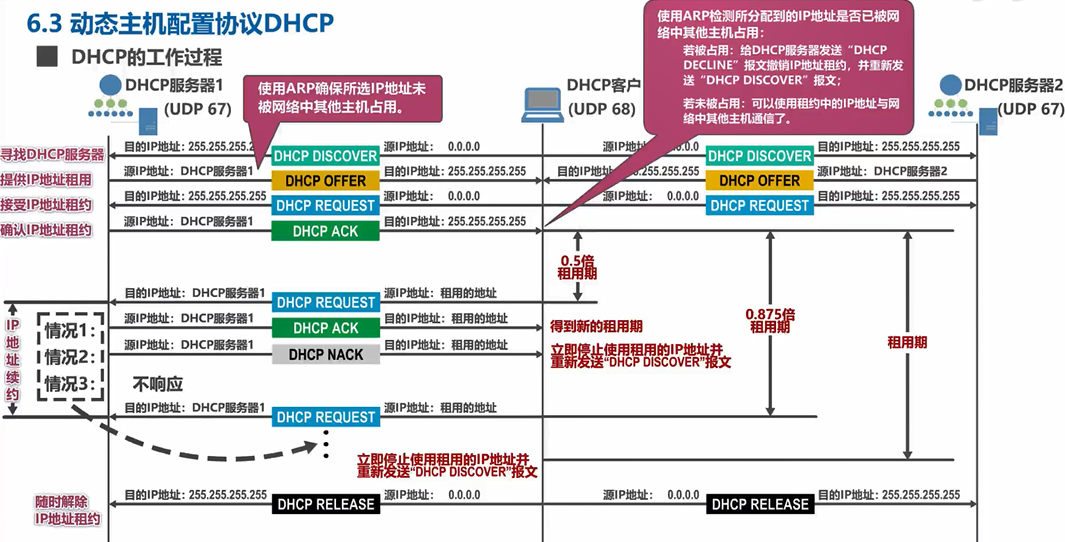 6.3 动态主机配置协议DHCP
■ DHCP的工作过程
使用ARP检测所分配到的IP地址是否已被网
络中其他主机占用：
若被占用：给DHCP服务器发送“DHCP
DECLINE”报文撤销IP地址租约，并重新发
送“DHCP DISCOVER”报文；
若未被占用：可以使用租约中的IP地址与网
络中其他主机通信了。
DHCP服务器1
(UDP 67)
使用ARP确保所选IP地址未
被网络中其他主机占用。
DHCP客户
(UDP 68)
DHCP服务器2
(UDP 67)
寻找DHCP服务器
目的IP地址：255.255.255.25
DHCP DISCOVER
源IP地址： 0.0.0.0
源IP地址： 0.0.0.0
DHCP DISCOVER
目的IP地址：255.255.255.255
提供IP地址租用
源IP地址：DHCP服务器1
DHCP OFFER
目的IP地址：255.255.255.255
目的IP地址：255.255.255.255
DHCP OFFER
源IP地址：DHCP服务器2
接受IP地址租约
目的IP地址：255.255.255.255
DHCP REQUEST
源IP地址： 0.0.0.0
源IP地址： 0.0.0.0
DHCP REQUEST
目的IP地址：255.255.255.255
确认IP地址租约
源IP地址：DHCP服务器1
DHCP ACK
目的IP地址：255.255.255.255
0.5倍
租用期
0.875倍
租用期
租用期
IP地址续约
目的IP地址：DHCP服务器1
DHCP REQUEST
源IP地址：租用的地址
情况1：
源IP地址：DHCP服务器1
DHCP ACK
目的IP地址：租用的地址
得到新的租用期
情况2：
源IP地址：DHCP服务器1
DHCP NACK
目的IP地址：租用的地址
立即停止使用租用的IP地址并
重新发送“DHCP DISCOVER”报文
情况3：
不响应
目的IP地址：DHCP服务器1
DHCP REQUEST
源IP地址：租用的地址
立即停止使用租用的IP地址并
重新发送“DHCP DISCOVER”报文
随时解除
IP地址租约
目的IP地址：255.255.255.255
DHCP RELEASE
源IP地址： 0.0.0.0
源IP地址： 0.0.0.0
DHCP RELEASE
目的IP地址：255.255.255.255